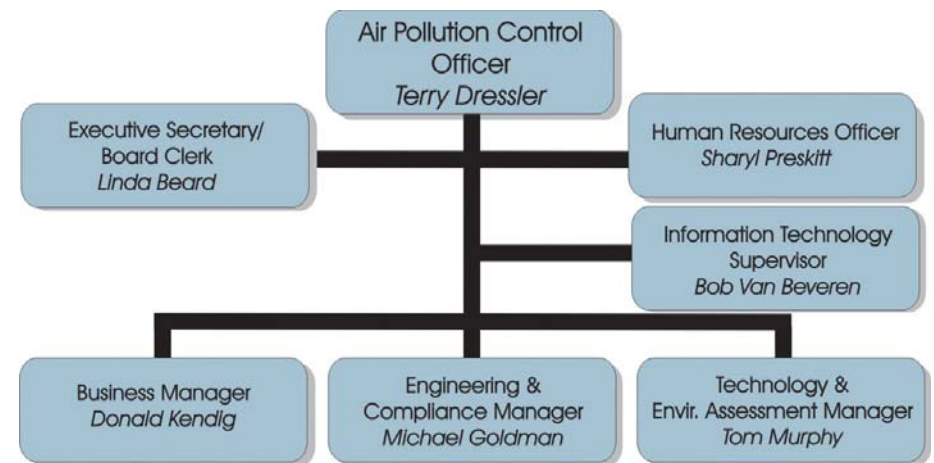 Air Pollution Control
Officer
Terry Dressler
Executive Secretary/
Board Clerk
Linda Beard
Human Resources Officer
Sharyl Preskitt
Information Technology
Supervisor
Bob Van Beveren
Business Manager
Donald Kendig
Engineering &
Compliance Manager
Michael Goldman
Technology &
Envir. Assessment Manager
Tom Murphy